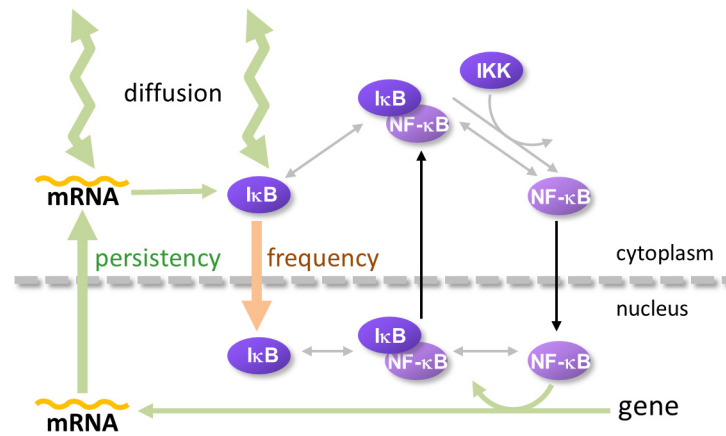 diffusion
IKK
IκB
NF-κB
mRNA
IκB
NF-κB
persistency
frequency
cytoplasm
nucleus
IκB
IκB
NF-κB
NF-κB
mRNA
gene